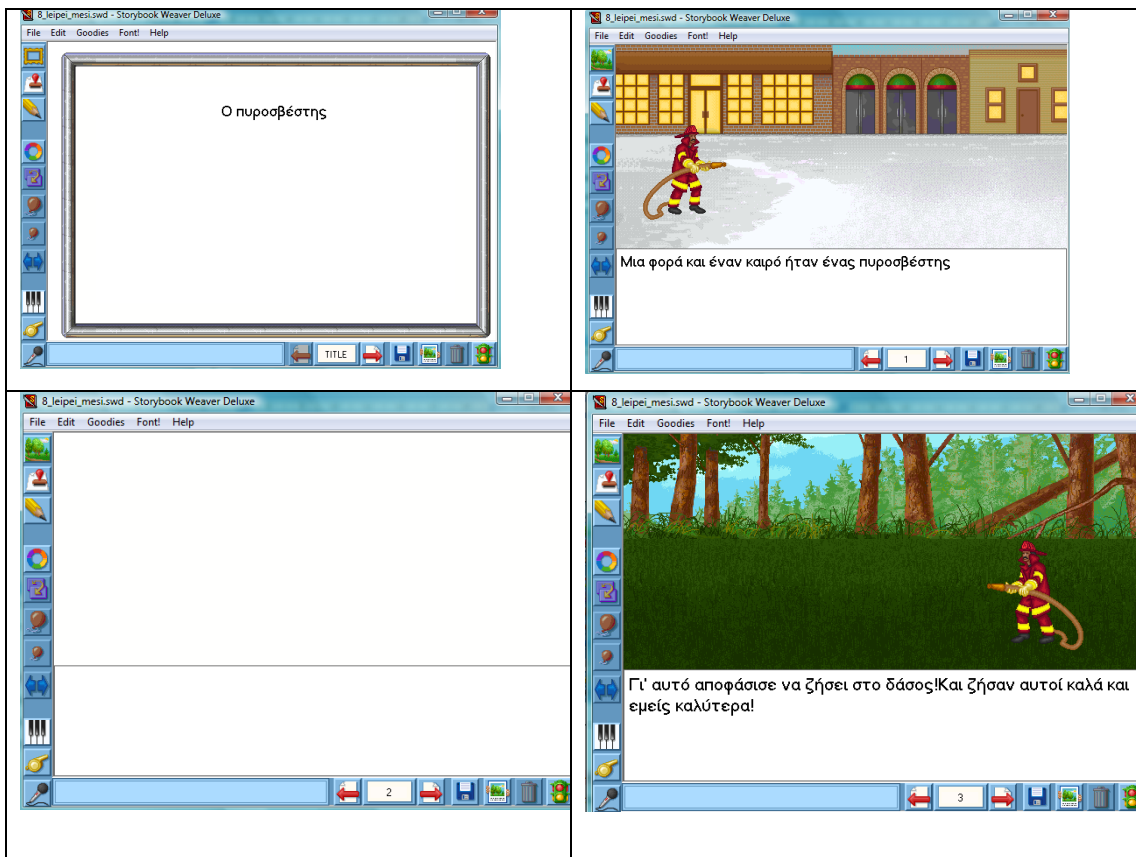 8_leipei_mesi.swd - Storybook Weaver Deluxe
File Edit Goodies Font! Help
Ο πυροσβέστης
TITLE
8_leipei_mesi.swd - Storybook Weaver Deluxe
File Edit Goodies Font! Help
Μια φορά και έναν καιρό ήταν ένας πυροσβέστης
1
8_leipei_mesi.swd - Storybook Weaver Deluxe
File Edit Goodies Font! Help
2
8_leipei_mesi.swd - Storybook Weaver Deluxe
File Edit Goodies Font! Help
Γι' αυτό αποφάσισε να ζήσει στο δάσος!Και ζήσαν αυτοί καλά και
εμείς καλύτερα!
3